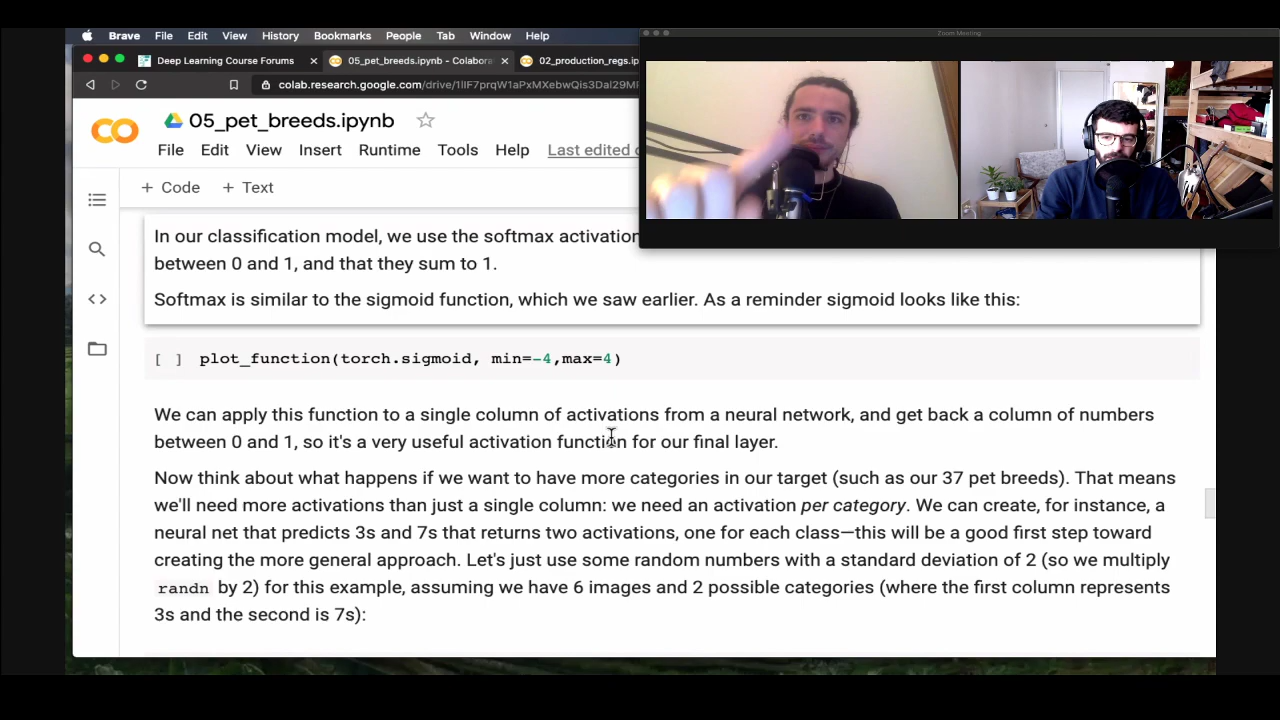 Brave File Edit View History Bookmarks People Tab Window Help
Zoom Meeting
Deep Learning Course Forums
05_pet_breeds.ipynb - Colabora
02_production_regs.ip
colab.research.google.com/drive/
05_pet_breeds.ipynb
File Edit View Insert Runtime Tools Help Last edited
+ Code + Text
In our classification model, we use the softmax activation
between 0 and 1, and that they sum to 1.
Softmax is similar to the sigmoid function, which we saw earlier. As a reminder sigmoid looks like this:
[ ] plot_function(torch.sigmoid, min=-4,max=4)
We can apply this function to a single column of activations from a neural network, and get back a column of numbers
between 0 and 1, so it's a very useful activation function for our final layer.
Now think about what happens if we want to have more categories in our target (such as our 37 pet breeds). That means
we'll need more activations than just a single column: we need an activation per category. We can create, for instance, a
neural net that predicts 3s and 7s that returns two activations, one for each class—this will be a good first step toward
creating the more general approach. Let's just use some random numbers with a standard deviation of 2 (so we multiply
randn by 2) for this example, assuming we have 6 images and 2 possible categories (where the first column represents
3s and the second is 7s):